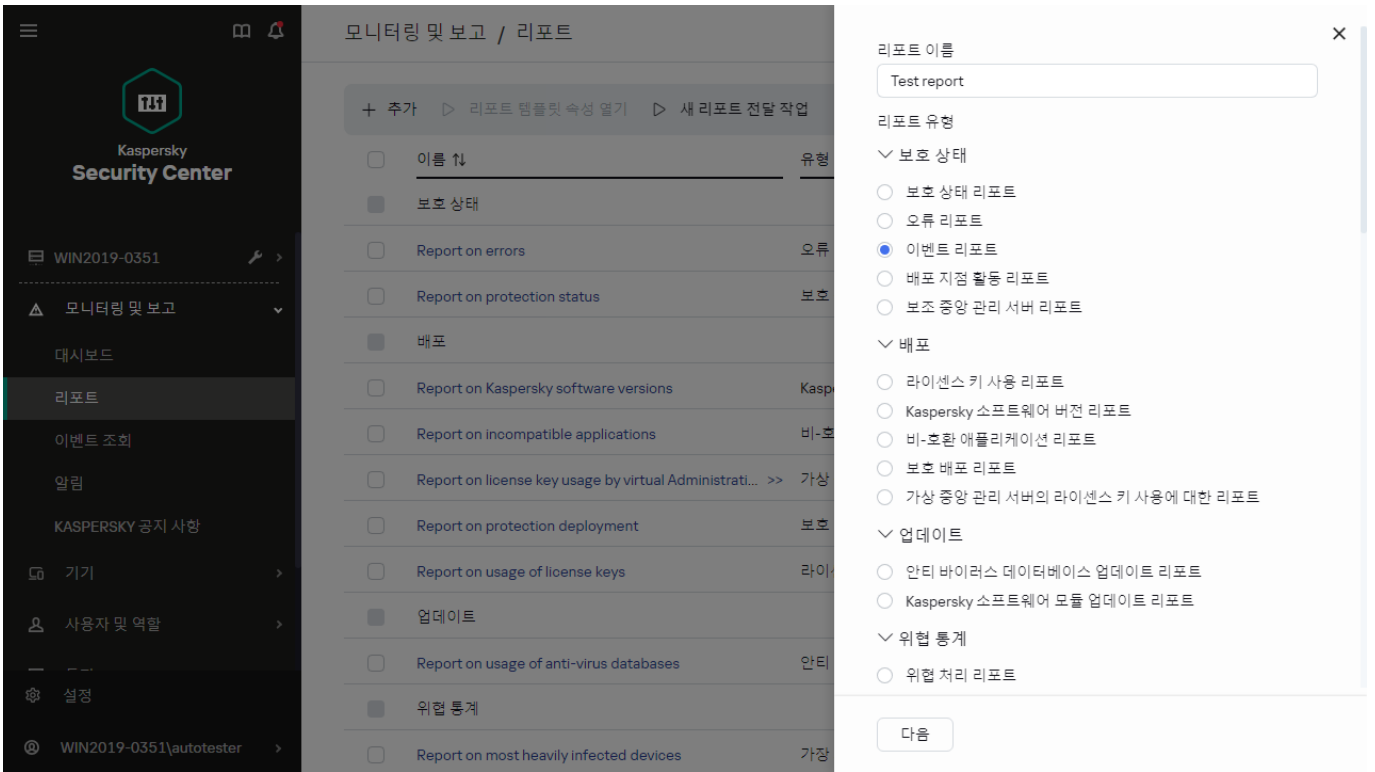 Kaspersky
Security Center
WIN2019-0351
모니터링 및 보고
대시보드
리포트
이벤트 조회
알림
KASPERSKY 공지 사항
기기
사용자 및 역할
설정
WIN2019-0351\autotester
모니터링 및 보고 / 리포트
+ 추가 ▷ 리포트 템플릿 속성 열기 ▷ 새 리포트 전달 작업
이름 유형
보호 상태
Report on errors 오류
Report on protection status 보호
배포
Report on Kaspersky software versions Kaspe
Report on incompatible applications 비-호
Report on license key usage by virtual Administrati... >> 가상
Report on protection deployment 보호
Report on usage of license keys 라이
업데이트
Report on usage of anti-virus databases 안티
위협 통계
Report on most heavily infected devices 가장
리포트 이름
Test report
리포트 유형
보호 상태
보호 상태 리포트
오류 리포트
이벤트 리포트
배포 지점 활동 리포트
보조 중앙 관리 서버 리포트
배포
라이센스 키 사용 리포트
Kaspersky 소프트웨어 버전 리포트
비-호환 애플리케이션 리포트
보호 배포 리포트
가상 중앙 관리 서버의 라이센스 키 사용에 대한 리포트
업데이트
안티 바이러스 데이터베이스 업데이트 리포트
Kaspersky 소프트웨어 모듈 업데이트 리포트
위협 통계
위협 처리 리포트
다음